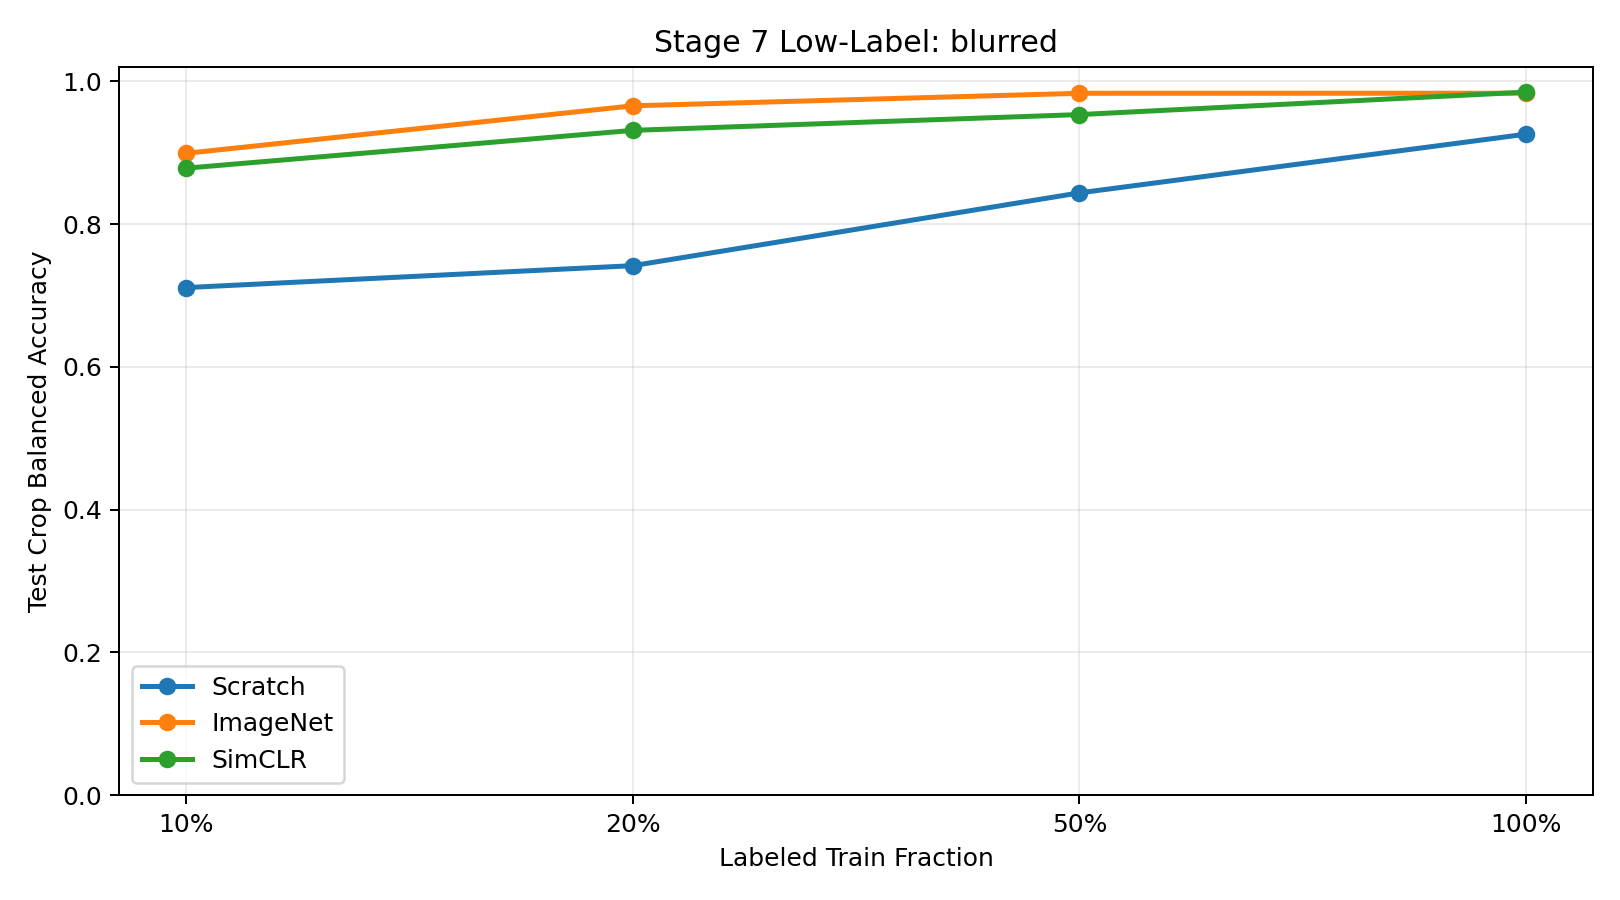 Stage 7 Low-Label: blurred
1.0
0.8
0.6
0.4
0.2
0.0
Test Crop Balanced Accuracy
Scratch
ImageNet
SimCLR
10%
20%
50%
100%
Labeled Train Fraction